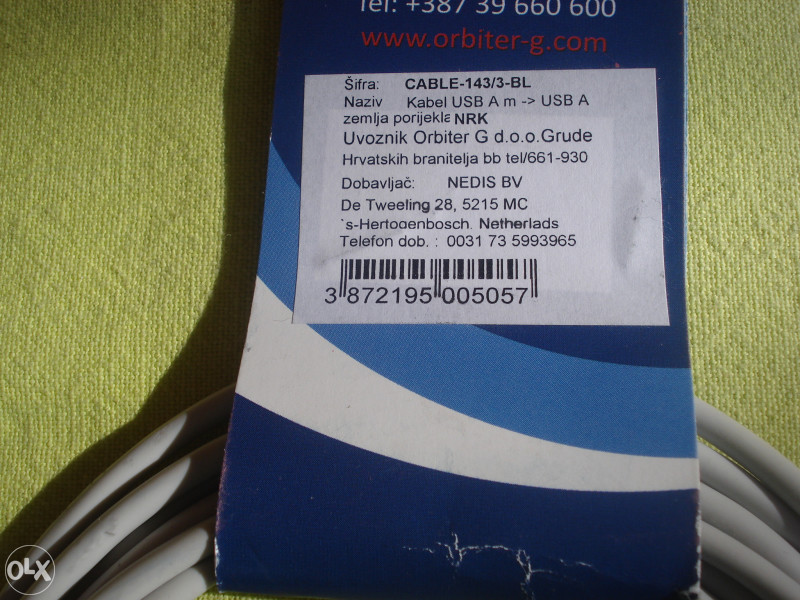 Tel: +387 39 660 600
www.orbiter-g.com
Šifra: CABLE-143/3-BL
Naziv Kabel USB A m -> USB A
zemlja porijekla NRK
Uvoznik Orbiter G d.o.o.Grude
Hrvatskih branitelja bb tel/661-930
Dobavljač: NEDIS BV
De Tweeling 28, 5215 MC
`s-Hertogenbosch, Netherlads
Telefon dob. : 0031 73 5993965
3 872195 005057
OLX